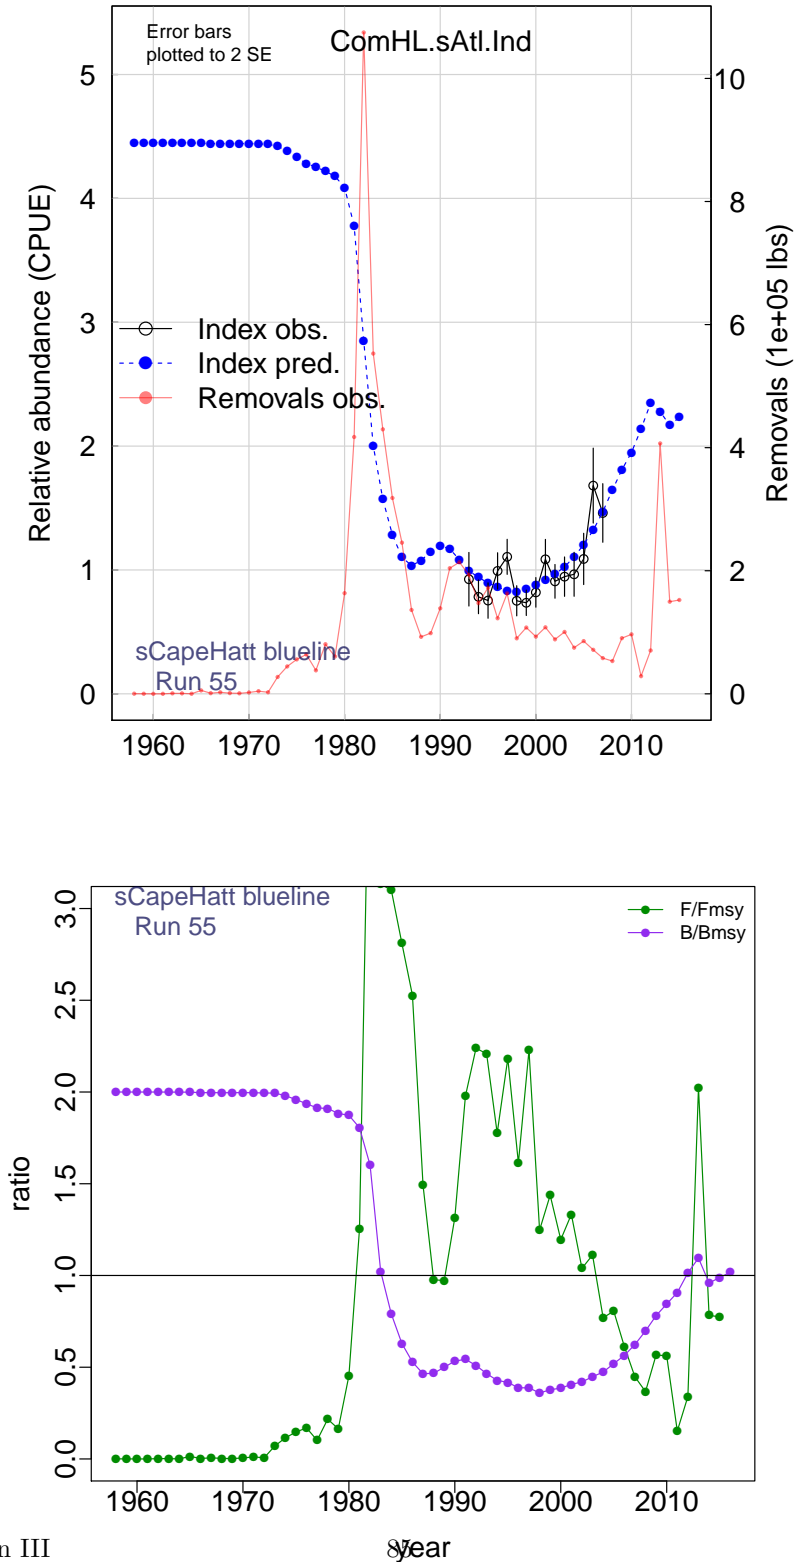 Error bars
plotted to 2 SE
ComHL.sAtl.Ind
Relative abundance (CPUE)
0 1 2 3 4 5
Removals (1e+05 lbs)
0 2 4 6 8 10
Index obs.
Index pred.
Removals obs.
sCapeHatt blueline
Run 55
1960 1970 1980 1990 2000 2010
sCapeHatt blueline
Run 55
F/Fmsy
B/Bmsy
ratio
0.0 0.5 1.0 1.5 2.0 2.5 3.0
1960 1970 1980 1990 2000 2010
year
n III
85